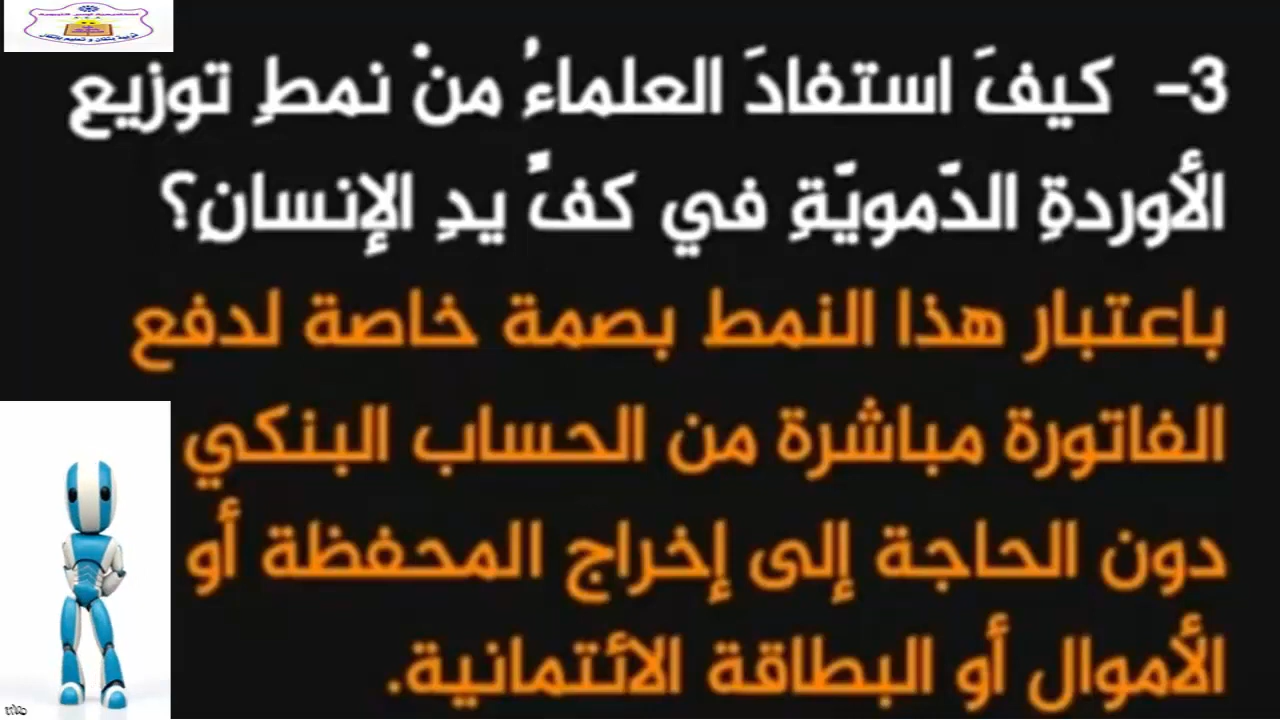 3- كيفَ استفادَ العلماءُ منْ نمطِ توزيع
الأوردةِ الدّمويّةِ في كفِّ يدِ الإنسانِ؟
باعتبار هذا النمط بصمة خاصة لدفع
الفاتورة مباشرة من الحساب البنكي
دون الحاجة إلى إخراج المحفظة أو
الأموال أو البطاقة الائتمانية.